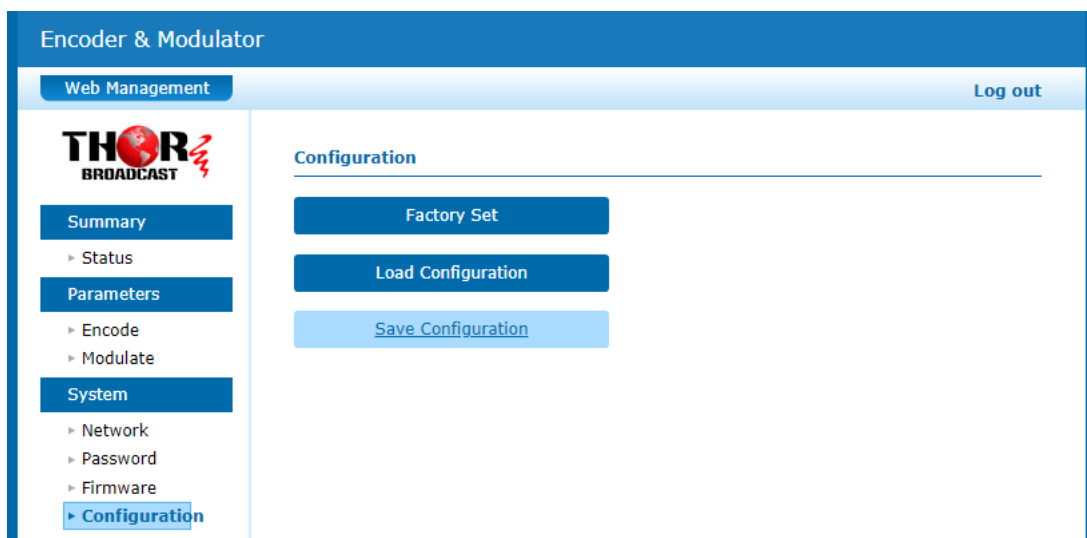 Encoder & Modulator
Web Management
Log out
THOR
BROADCAST
Configuration
Factory Set
Load Configuration
Save Configuration
Summary
Status
Parameters
Encode
Modulate
System
Network
Password
Firmware
Configuration